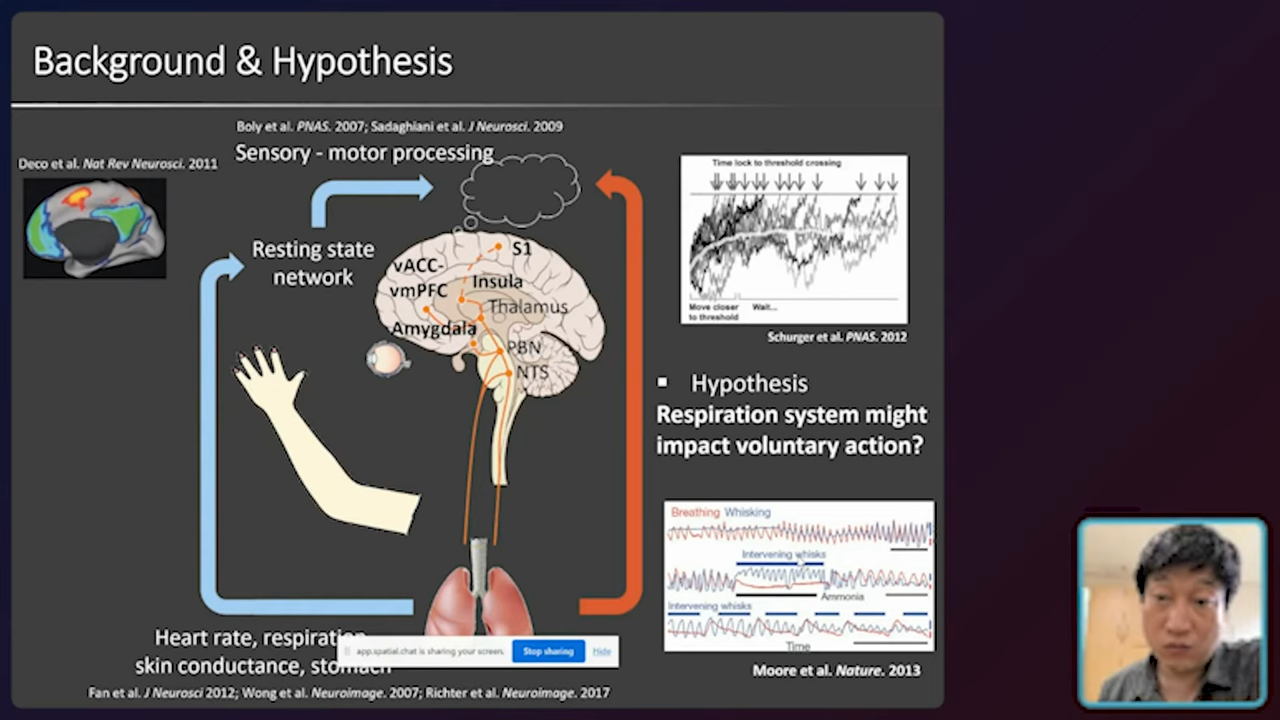 Background & Hypothesis
Boly et al. PNAS. 2007; Sadaghiani et al. J Neurosci. 2009
Sensory - motor processing
Deco et al. Nat Rev Neurosci. 2011
Resting state
network
S1
vACC-
vmPFC
Insula
Thalamus
Amygdala
PBN
NTS
Time lock to threshold crossing
Move closer
to threshold
Wait...
Schurger et al. PNAS. 2012
▪ Hypothesis
Respiration system might
impact voluntary action?
Breathing Whisking
Intervening whisks
Ammonia
Intervening whisks
Time
Moore et al. Nature. 2013
Heart rate, respiration
skin conductance, stomach
app.spatial.chat is sharing your screen.
Stop sharing
Hide
Fan et al. J Neurosci 2012; Wong et al. Neuroimage. 2007; Richter et al. Neuroimage. 2017